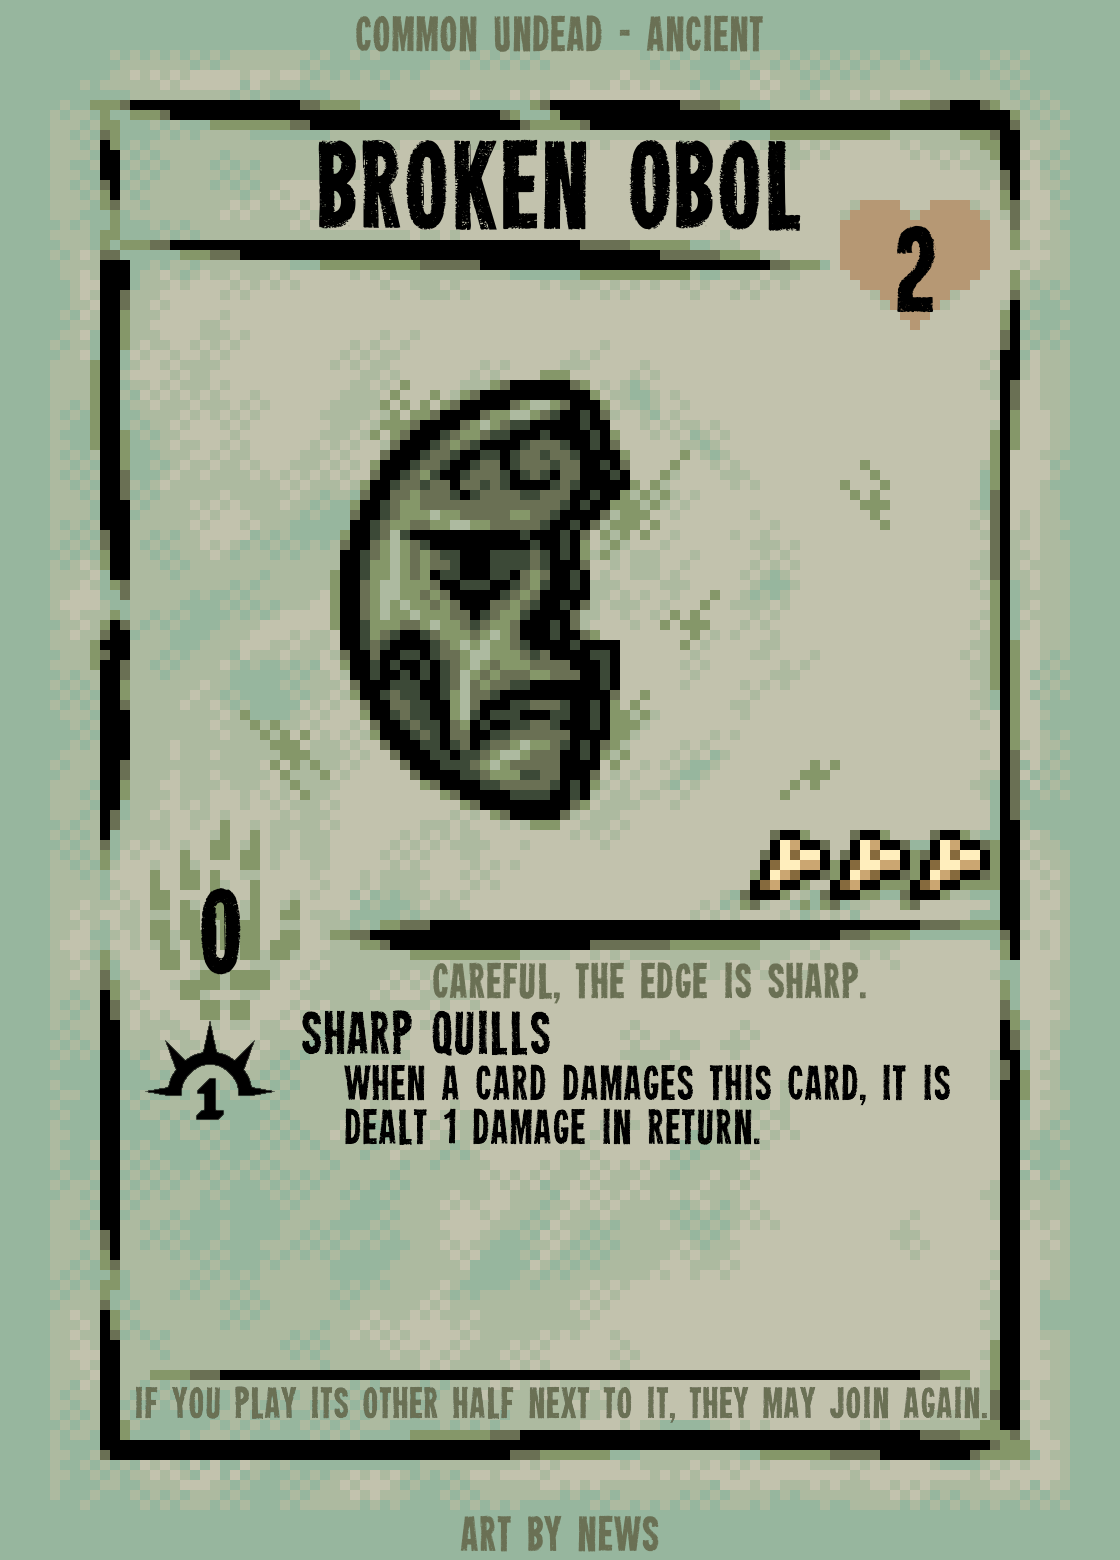 COMMON UNDEAD - ANCIENT
BROKEN OBOL
2
0
CAREFUL, THE EDGE IS SHARP.
SHARP QUILLS
1
WHEN A CARD DAMAGES THIS CARD, IT IS
DEALT 1 DAMAGE IN RETURN.
IF YOU PLAY ITS OTHER HALF NEXT TO IT, THEY MAY JOIN AGAIN.
ART BY NEWS